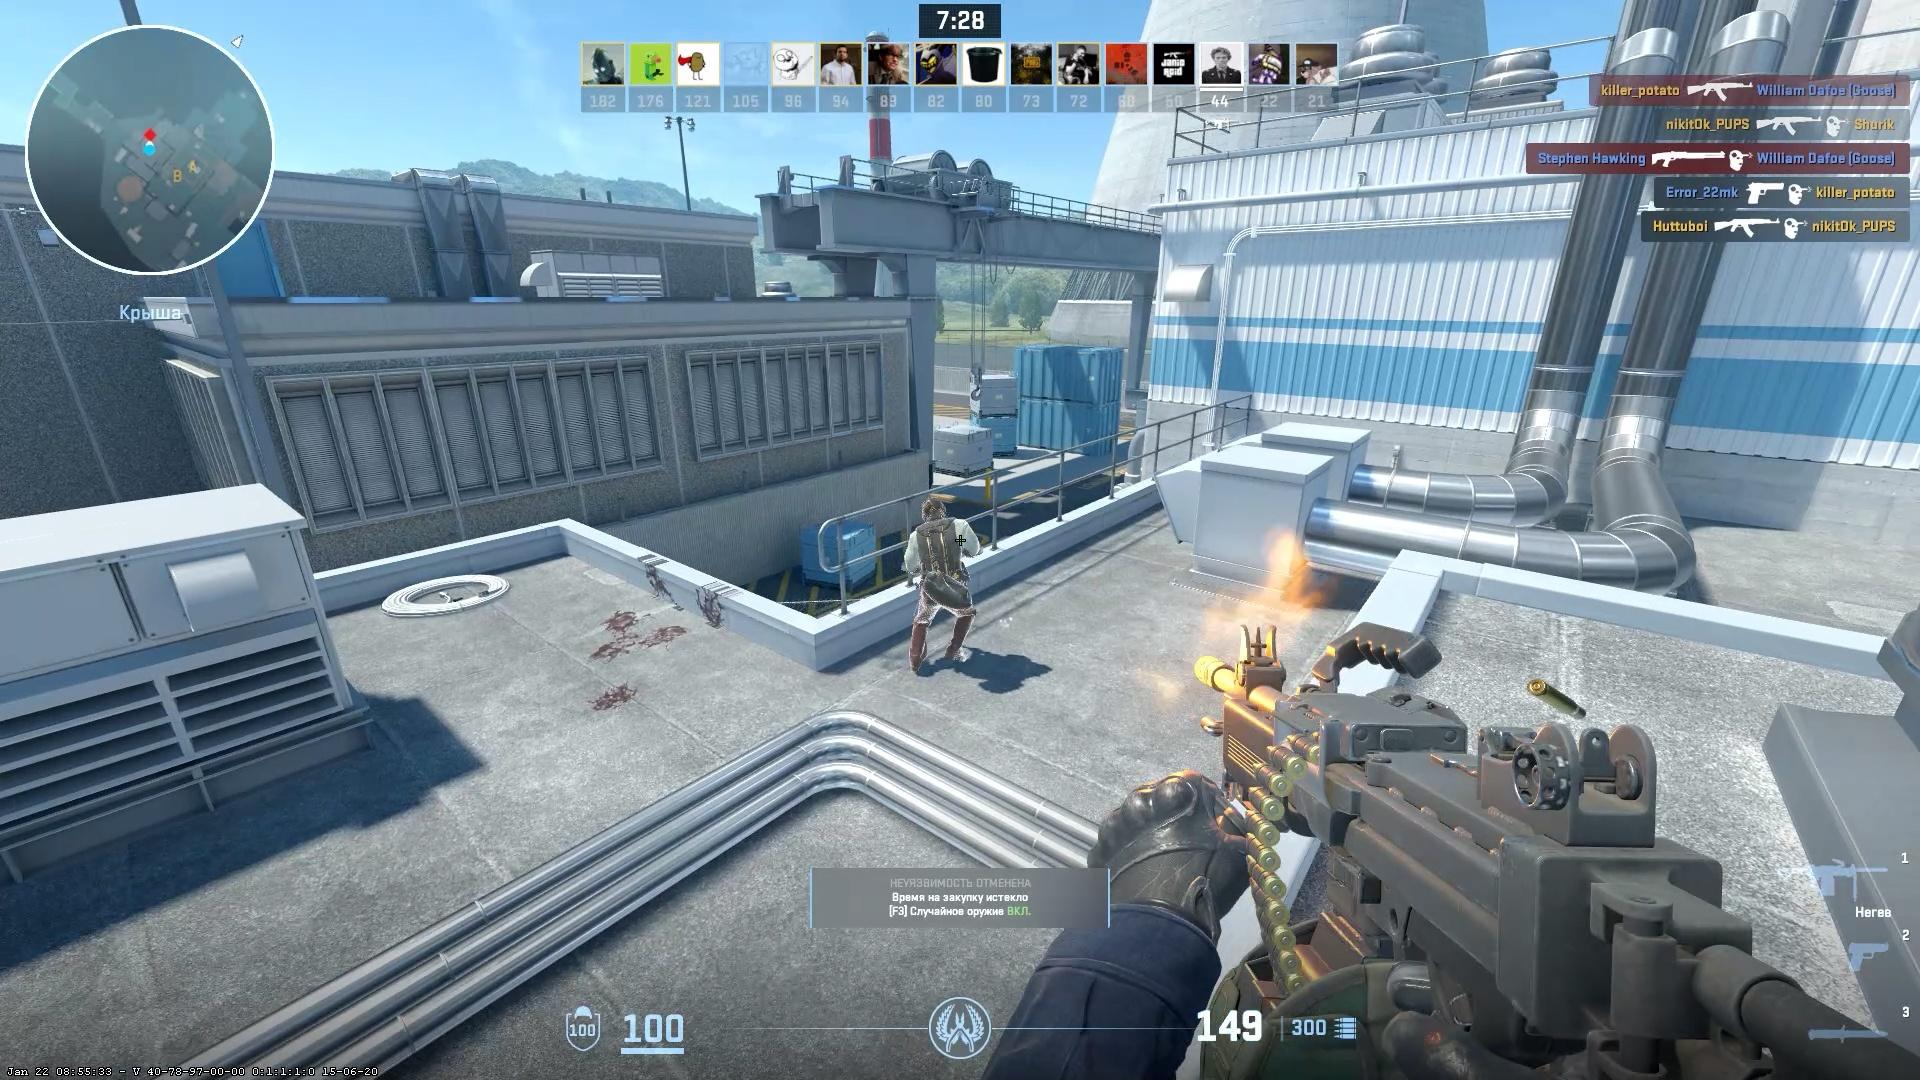 7:28
182 176 121 105 96 94 89 82 80 73 72 60 50 44 22 21
Janic Acid
killer_potato William Dafoe (Goose)
nikitOk_PUPS Shurik
Stephen Hawking William Dafoe (Goose)
Error_22mk killer_potato
Huttuboi nikitOk_PUPS
B A
Крыша
НЕУЯЗВИМОСТЬ ОТМЕНЕНА
Время на закупку истекло
[F3] Случайное оружие ВКЛ.
1
Негев
2
3
100 100
149 300
Jan 22 08:55:33 - V 40-78-97-00-00 0:1:1:1:0 15-06-20